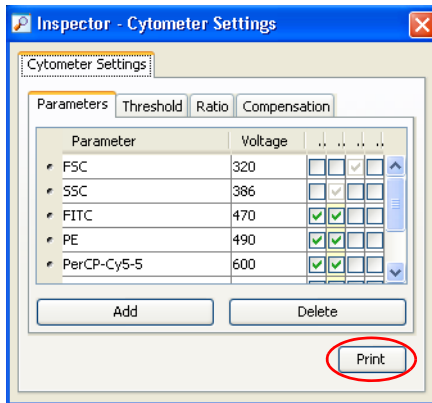 Inspector - Cytometer Settings
Cytometer Settings
Parameters Threshold Ratio Compensation
Parameter Voltage .. .. .. ..
FSC 320
SSC 386
FITC 470
PE 490
PerCP-Cy5-5 600
Add Delete
Print